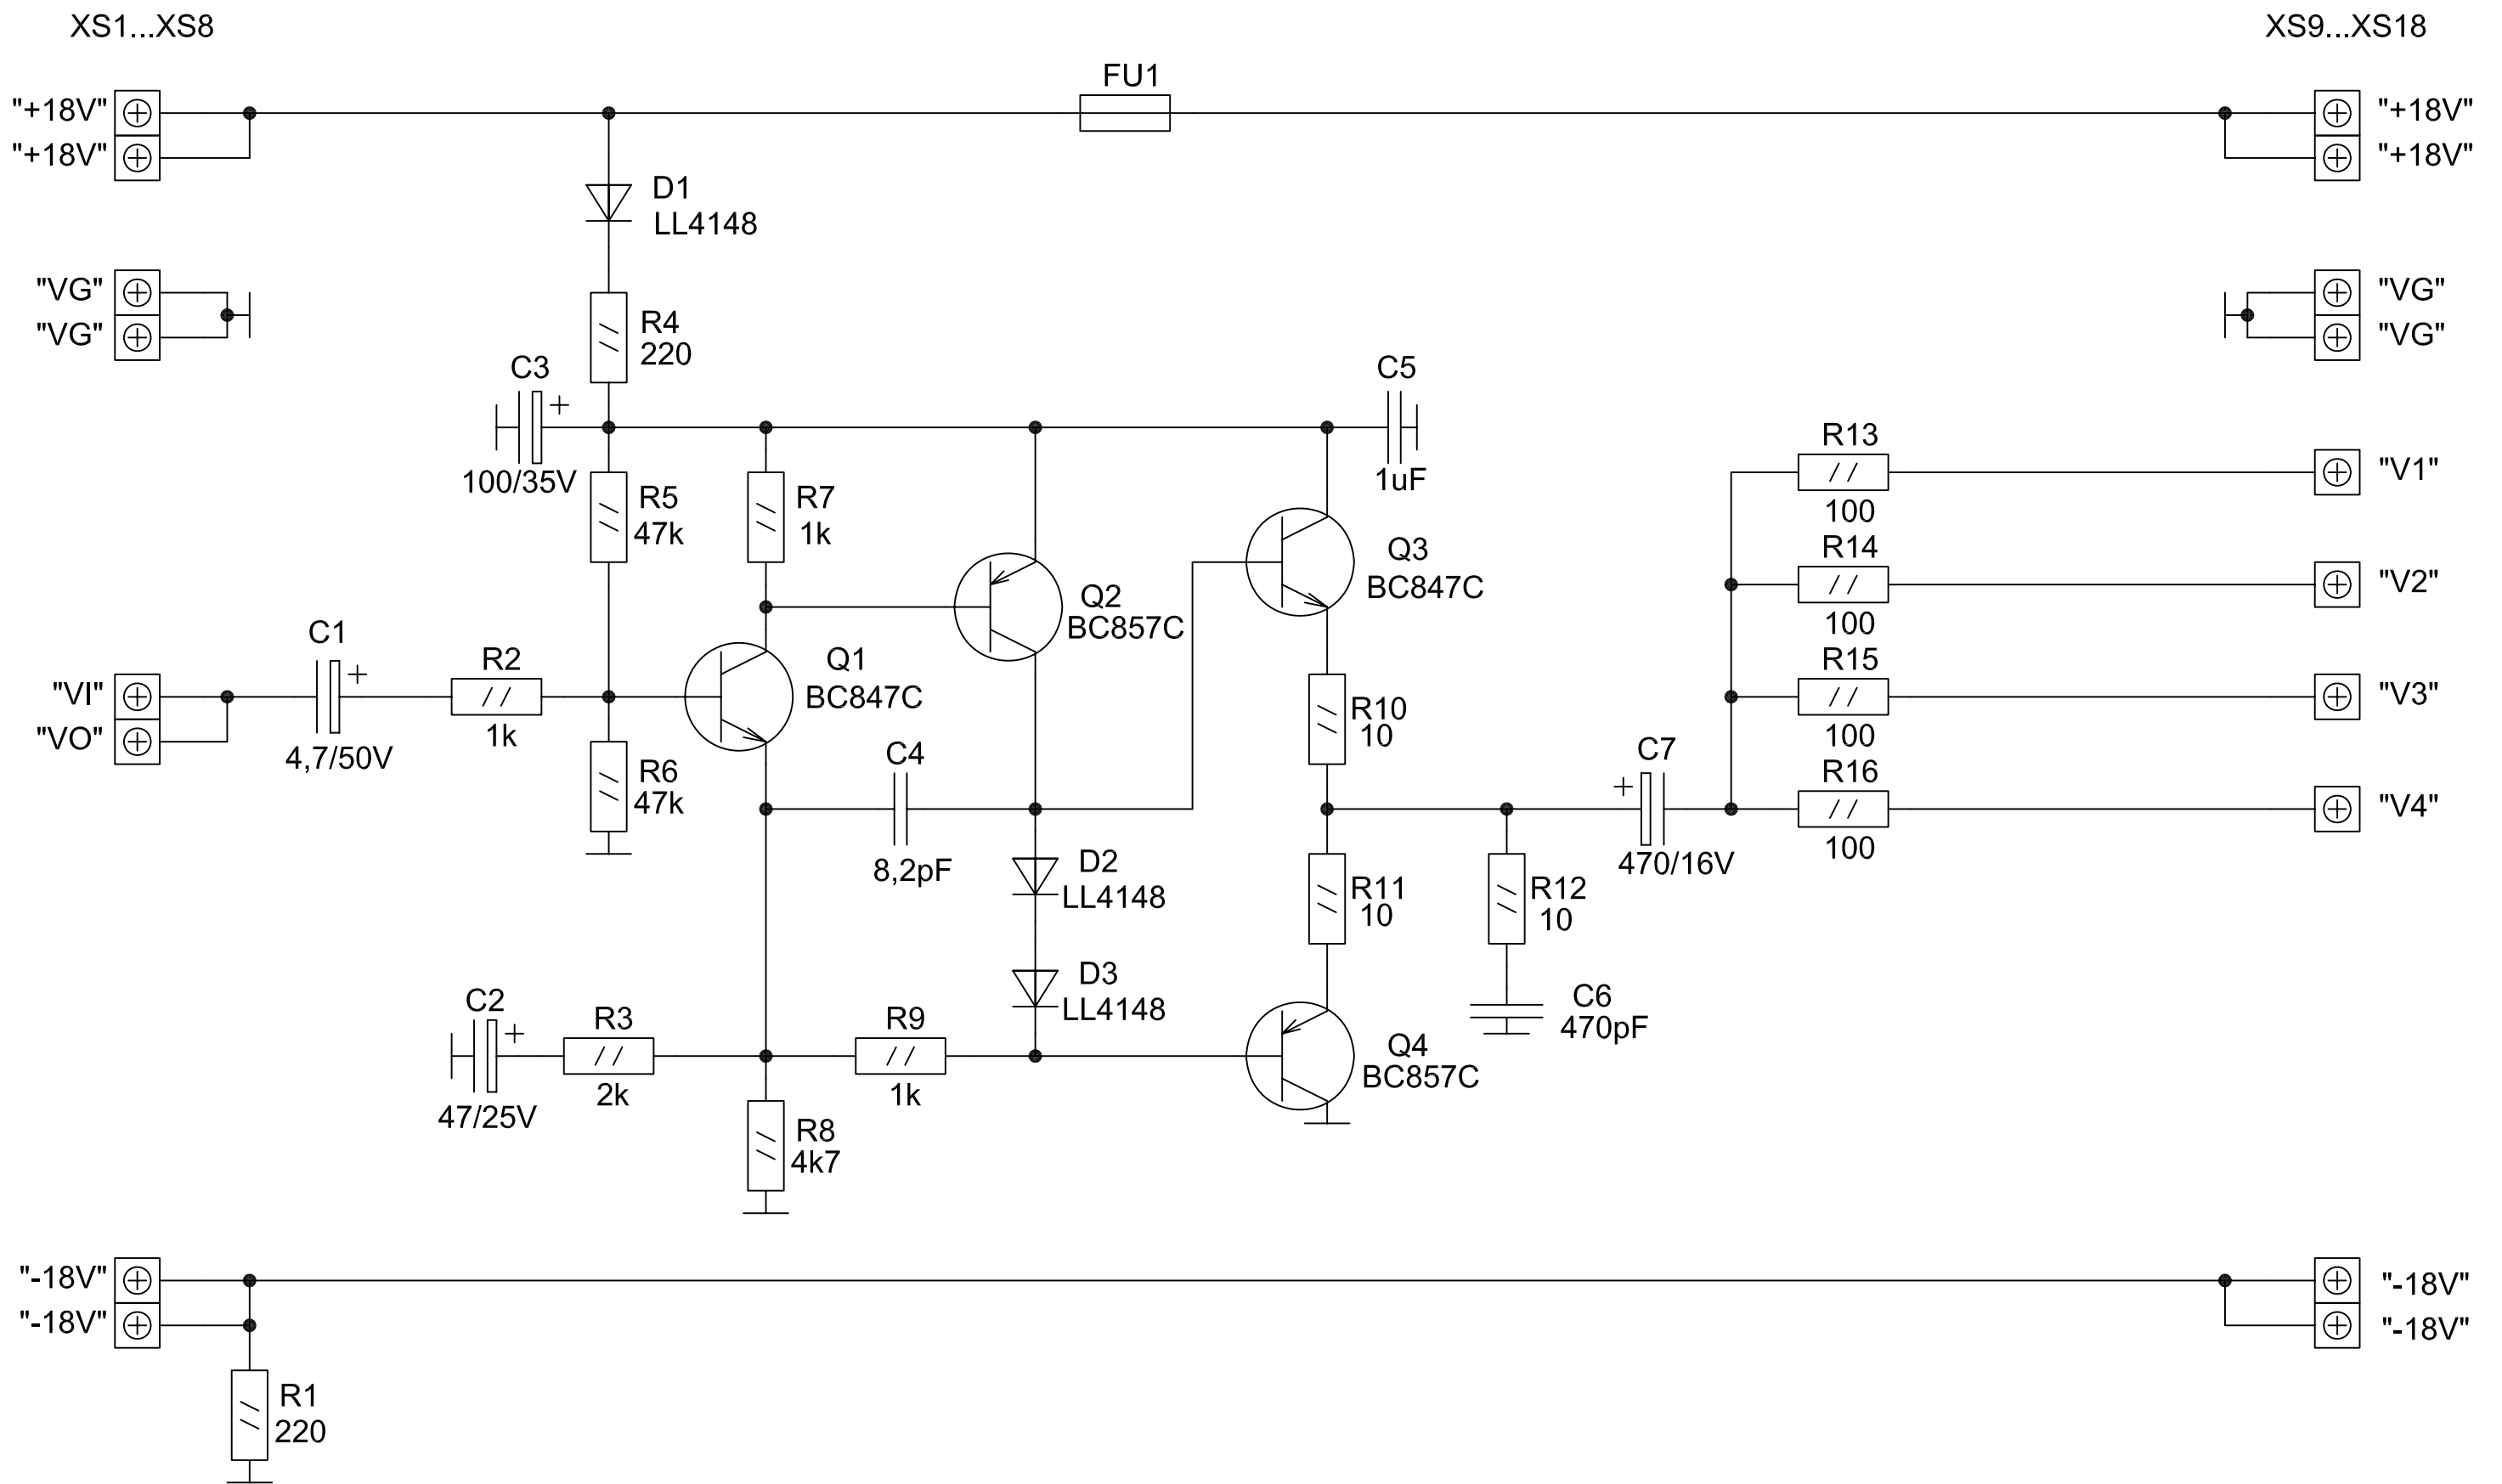 XS1...XS8
XS9...XS18
FU1
"+18V"
"+18V"
"+18V"
"+18V"
D1
LL4148
"VG"
"VG"
"VG"
"VG"
R4
220
C3
100/35V
C5
1uF
R13
100
"V1"
R5
47k
R7
1k
Q3
BC847C
R14
100
"V2"
Q2
BC857C
C1
4,7/50V
R2
1k
Q1
BC847C
"VI"
"VO"
R15
100
"V3"
R10
10
R6
47k
C4
8,2pF
C7
470/16V
R16
100
"V4"
D2
LL4148
R11
10
R12
10
D3
LL4148
C2
47/25V
R3
2k
R9
1k
C6
470pF
Q4
BC857C
R8
4k7
"-18V"
"-18V"
"-18V"
"-18V"
R1
220